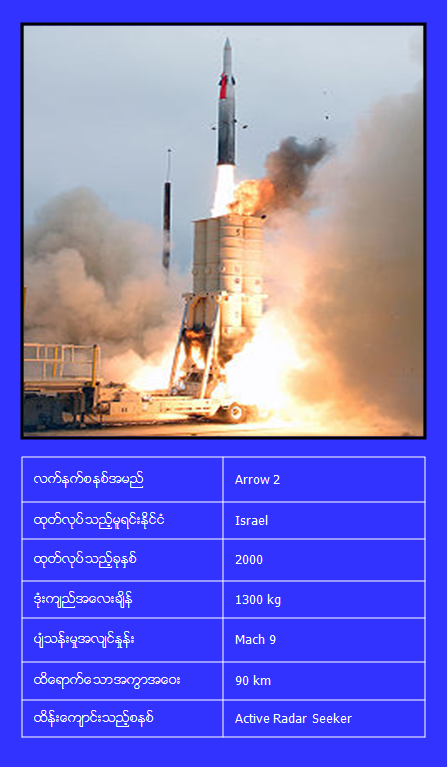 လက်နက်စနစ်အမည် Arrow 2
ထုတ်လုပ်သည့်မူရင်းနိုင်ငံ Israel
ထုတ်လုပ်သည့်ခုနှစ် 2000
ဒုံးကျည်အလေးချိန် 1300 kg
ပျံသန်းမှုအလျင်နှုန်း Mach 9
ထိရောက်သောအကွာအဝေး 90 km
ထိန်းကျောင်းသည့်စနစ် Active Radar Seeker